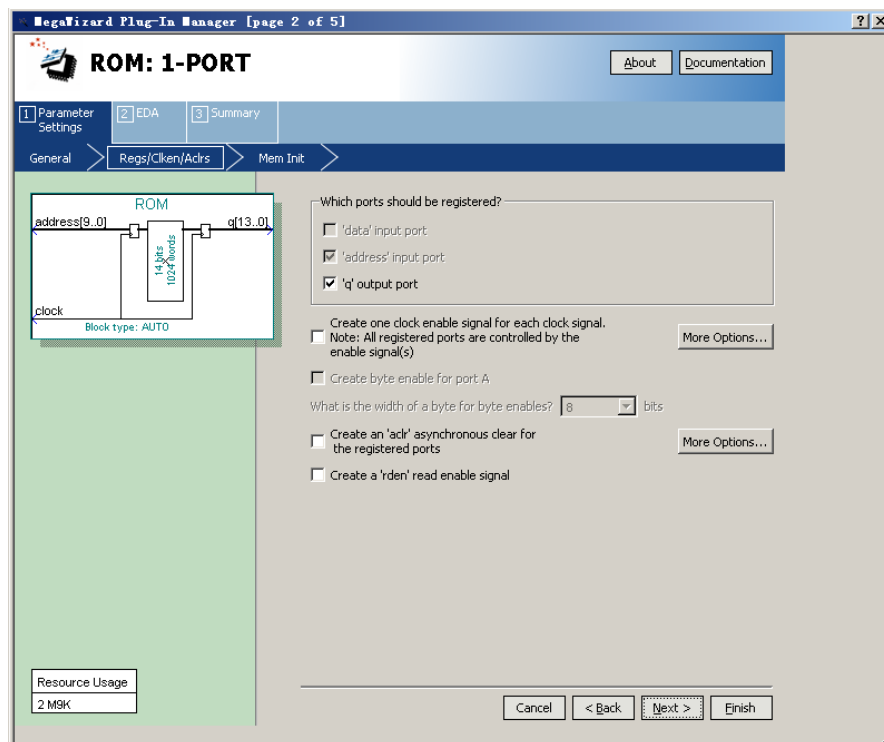 MegaWizard Plug-In Manager [page 2 of 5]
ROM: 1-PORT
About
Documentation
1 Parameter Settings
2 EDA
3 Summary
General
Regs/Clken/Aclrs
Mem Init
ROM
address[9..0]
q[13..0]
14 bits
1024 words
clock
Block type: AUTO
Which ports should be registered?
'data' input port
'address' input port
'q' output port
Create one clock enable signal for each clock signal.
Note: All registered ports are controlled by the
enable signal(s)
More Options...
Create byte enable for port A
What is the width of a byte for byte enables?
8
bits
Create an 'aclr' asynchronous clear for
the registered ports
More Options...
Create a 'rden' read enable signal
Resource Usage
2 M9K
Cancel
< Back
Next >
Finish